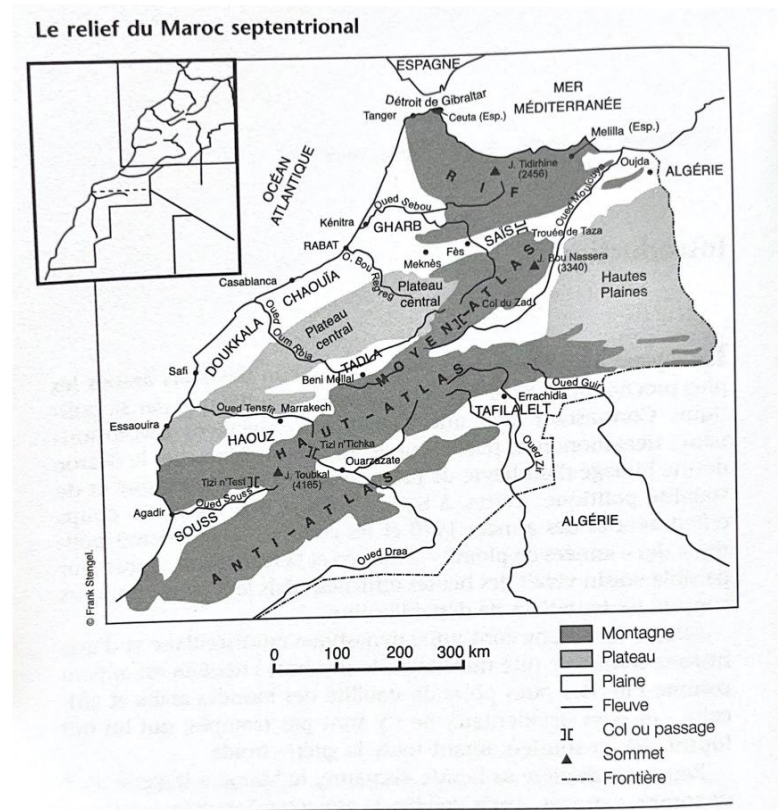 Le relief du Maroc septentrional
ESPAGNE
Détroit de Gibraltar
MER
MÉDITERRANÉE
Tanger
Ceuta (Esp.)
Melilla (Esp.)
OCÉAN
ATLANTIQUE
J. Tidirhine
(2456)
Oujda
ALGÉRIE
RIF
Oued Moulouya
Oued Sebou
Kénitra
GHARB
SAÏS
Trouée de Taza
RABAT
Fès
Meknès
J. Bou Nassera
(3340)
O. Bou Regreg
Casablanca
CHAOUÏA
Plateau
central
Hautes
Plaines
Col du Zad
MOYEN-ATLAS
Plateau
central
DOUKKALA
Oued
Oum Rbia
TADLA
Safi
Beni Mellal
Oued Guir
Errachidia
Oued Tensift
Marrakech
TAFILALELT
Essaouira
HAOUZ
HAUT-ATLAS
Tizi n'Tichka
Ouarzazate
Oued Ziz
Tizi n'Test
J. Toubkal
(4165)
Oued Souss
Agadir
SOUSS
ALGÉRIE
ANTI-ATLAS
Oued Draa
© Frank Stengel.
Montagne
Plateau
0 100 200 300 km
Plaine
Fleuve
Col ou passage
Sommet
Frontière